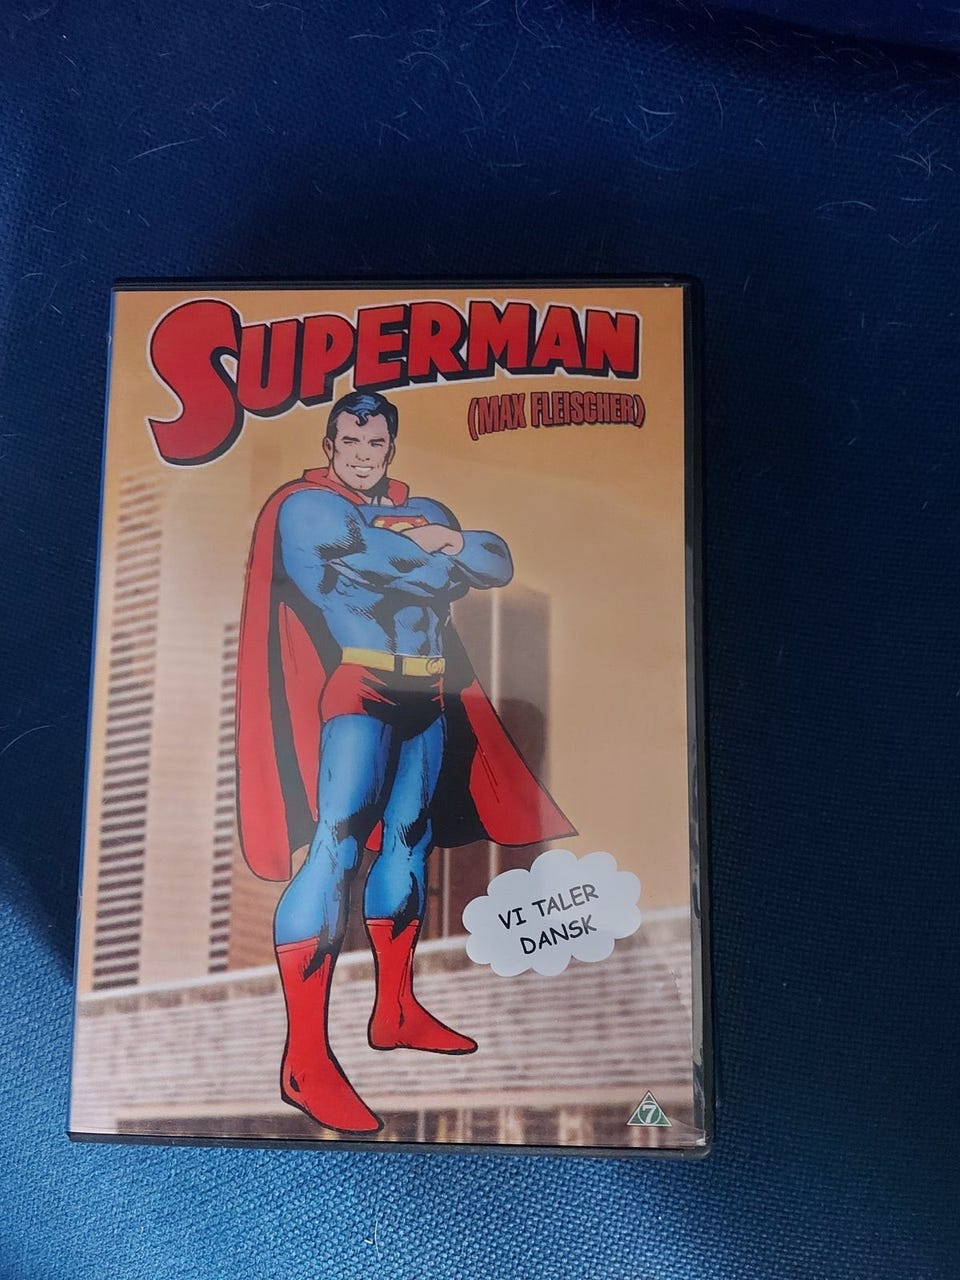 SUPERMAN
(MAX FLEISCHER)
VI TALER
DANSK
7